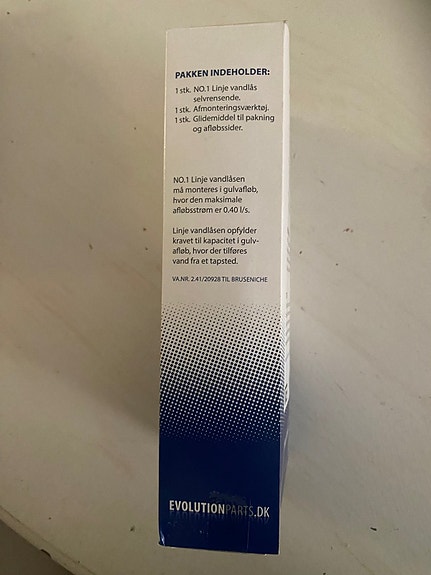 PAKKEN INDEHOLDER:
1 stk. NO.1 Linje vandlås
selvrensende.
1 stk. Afmonteringsværktøj.
1 stk. Glidemiddel til pakning
og afløbssider.
NO.1 Linje vandlåsen
må monteres i gulvafløb,
hvor den maksimale
afløbsstrøm er 0.40 l/s.
Linje vandlåsen opfylder
kravet til kapacitet i gulv-
afløb, hvor der tilføres
vand fra et tapsted.
VA.NR. 2.41/20928 TIL BRUSENICHE
EVOLUTIONPARTS.DK